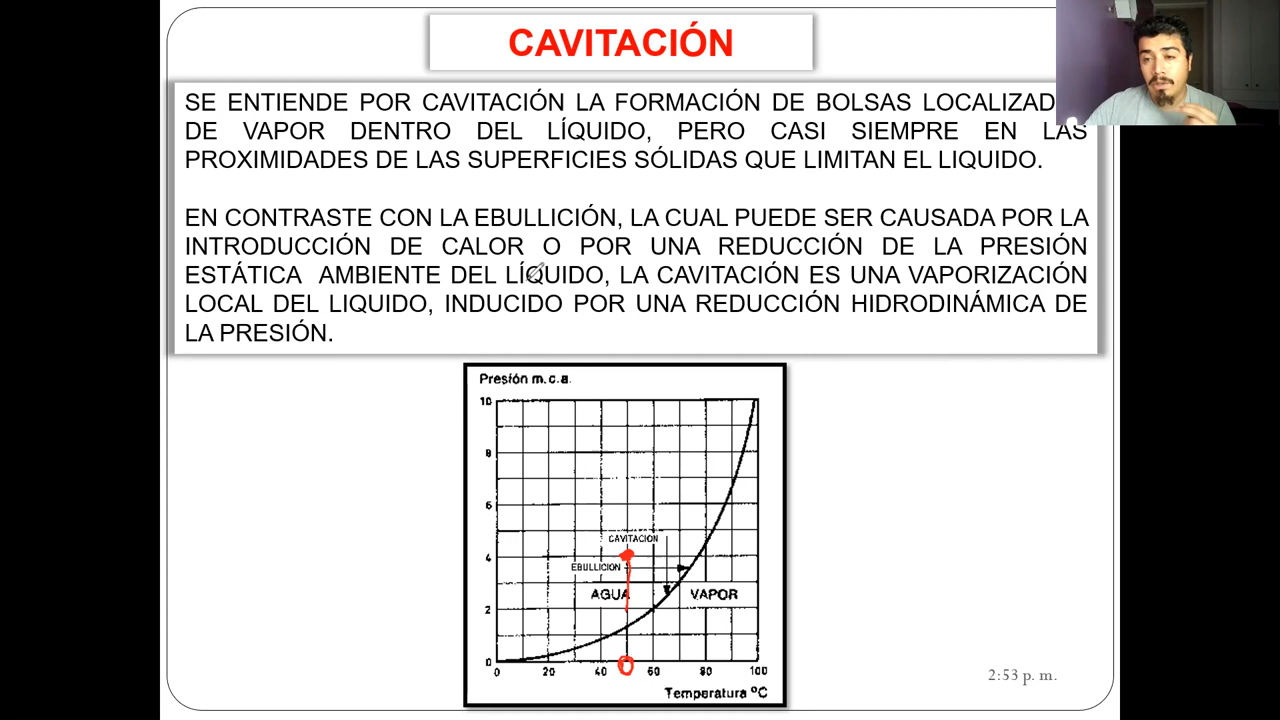 CAVITACIÓN
SE ENTIENDE POR CAVITACIÓN LA FORMACIÓN DE BOLSAS
DE VAPOR DENTRO DEL LÍQUIDO, PERO CASI SIEMPRE EN LAS
PROXIMIDADES DE LAS SUPERFICIES SÓLIDAS QUE LIMITAN EL LIQUIDO.
EN CONTRASTE CON LA EBULLICIÓN, LA CUAL PUEDE SER CAUSADA POR LA
INTRODUCCIÓN DE CALOR O POR UNA REDUCCIÓN DE LA PRESIÓN
ESTÁTICA AMBIENTE DEL LÍQUIDO, LA CAVITACIÓN ES UNA VAPORIZACIÓN
LOCAL DEL LIQUIDO, INDUCIDO POR UNA REDUCCIÓN HIDRODINÁMICA DE
LA PRESIÓN.
Presión m.c.a.
10
8
6
CAVITACION
4
EBULLICION
AGUA VAPOR
2
0
0 20 40 60 80 100
Temperatura ºC
2:53 p. m.